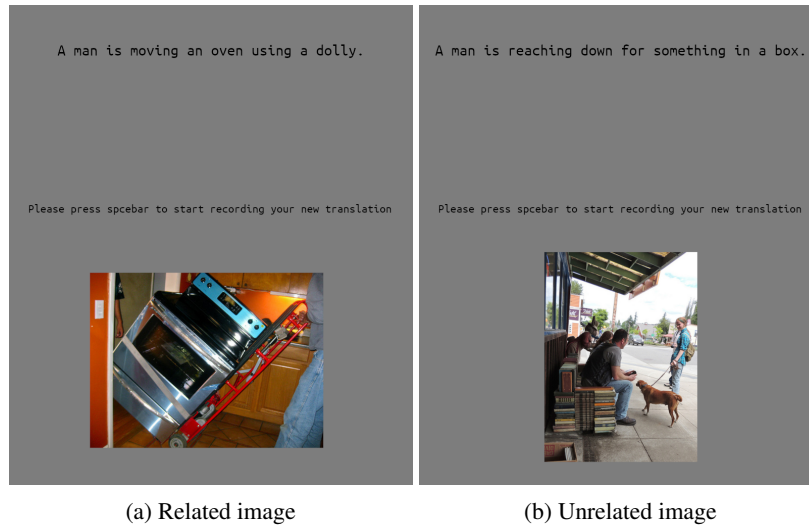 A man is moving an oven using a dolly.
Please press spcebar to start recording your new translation
(a) Related image
A man is reaching down for something in a box.
Please press spcebar to start recording your new translation
(b) Unrelated image